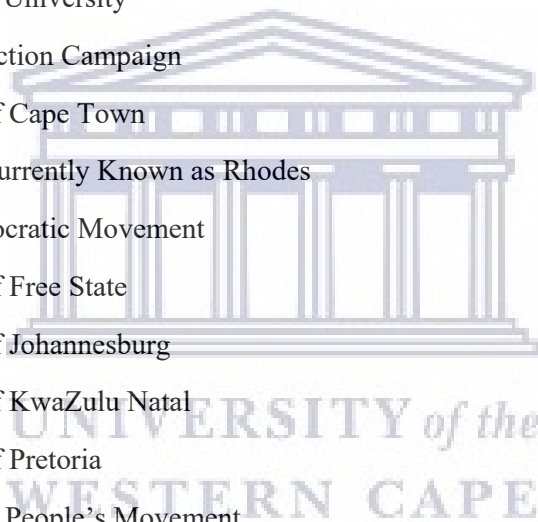 University
ction Campaign
f Cape Town
urrently Known as Rhodes
ocratic Movement
f Free State
f Johannesburg
f KwaZulu Natal
UNIVERSITY of the
f Pretoria
WESTERN CAPE
People's Movement